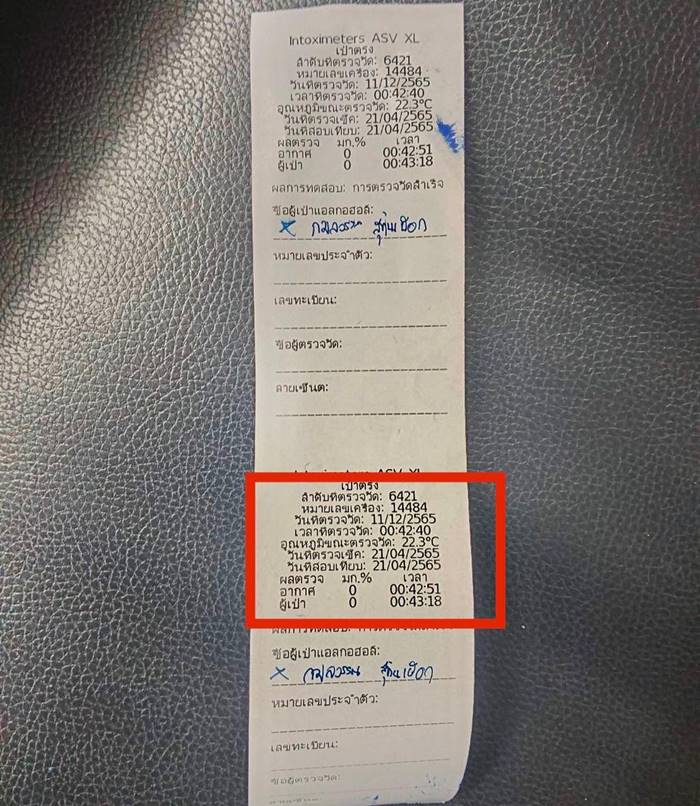 Intoximeters ASV XL
เป่าตรง
ลำดับที่ตรวจวัด: 6421
หมายเลขเครื่อง: 14484
วันที่ตรวจวัด: 11/12/2565
เวลาที่ตรวจวัด: 00:42:40
อุณหภูมิขณะตรวจวัด: 22.3°C
วันที่ตรวจเช็ค: 21/04/2565
วันที่สอบเทียบ: 21/04/2565
ผลตรวจ มก.% เวลา
อากาศ 0 00:42:51
ผู้เป่า 0 00:43:18
ผลการทดสอบ: การตรวจวัดสำเร็จ
ชื่อผู้เป่าแอลกอฮอล์:
หมายเลขประจำตัว:
เลขทะเบียน:
ชื่อผู้ตรวจวัด:
ลายเซ็นต์:
Intoximeters ASV XL
เป่าตรง
ลำดับที่ตรวจวัด: 6421
หมายเลขเครื่อง: 14484
วันที่ตรวจวัด: 11/12/2565
เวลาที่ตรวจวัด: 00:42:40
อุณหภูมิขณะตรวจวัด: 22.3°C
วันที่ตรวจเช็ค: 21/04/2565
วันที่สอบเทียบ: 21/04/2565
ผลตรวจ มก.% เวลา
อากาศ 0 00:42:51
ผู้เป่า 0 00:43:18
ชื่อผู้เป่าแอลกอฮอล์:
หมายเลขประจำตัว:
เลขทะเบียน:
ชื่อผู้ตรวจวัด: